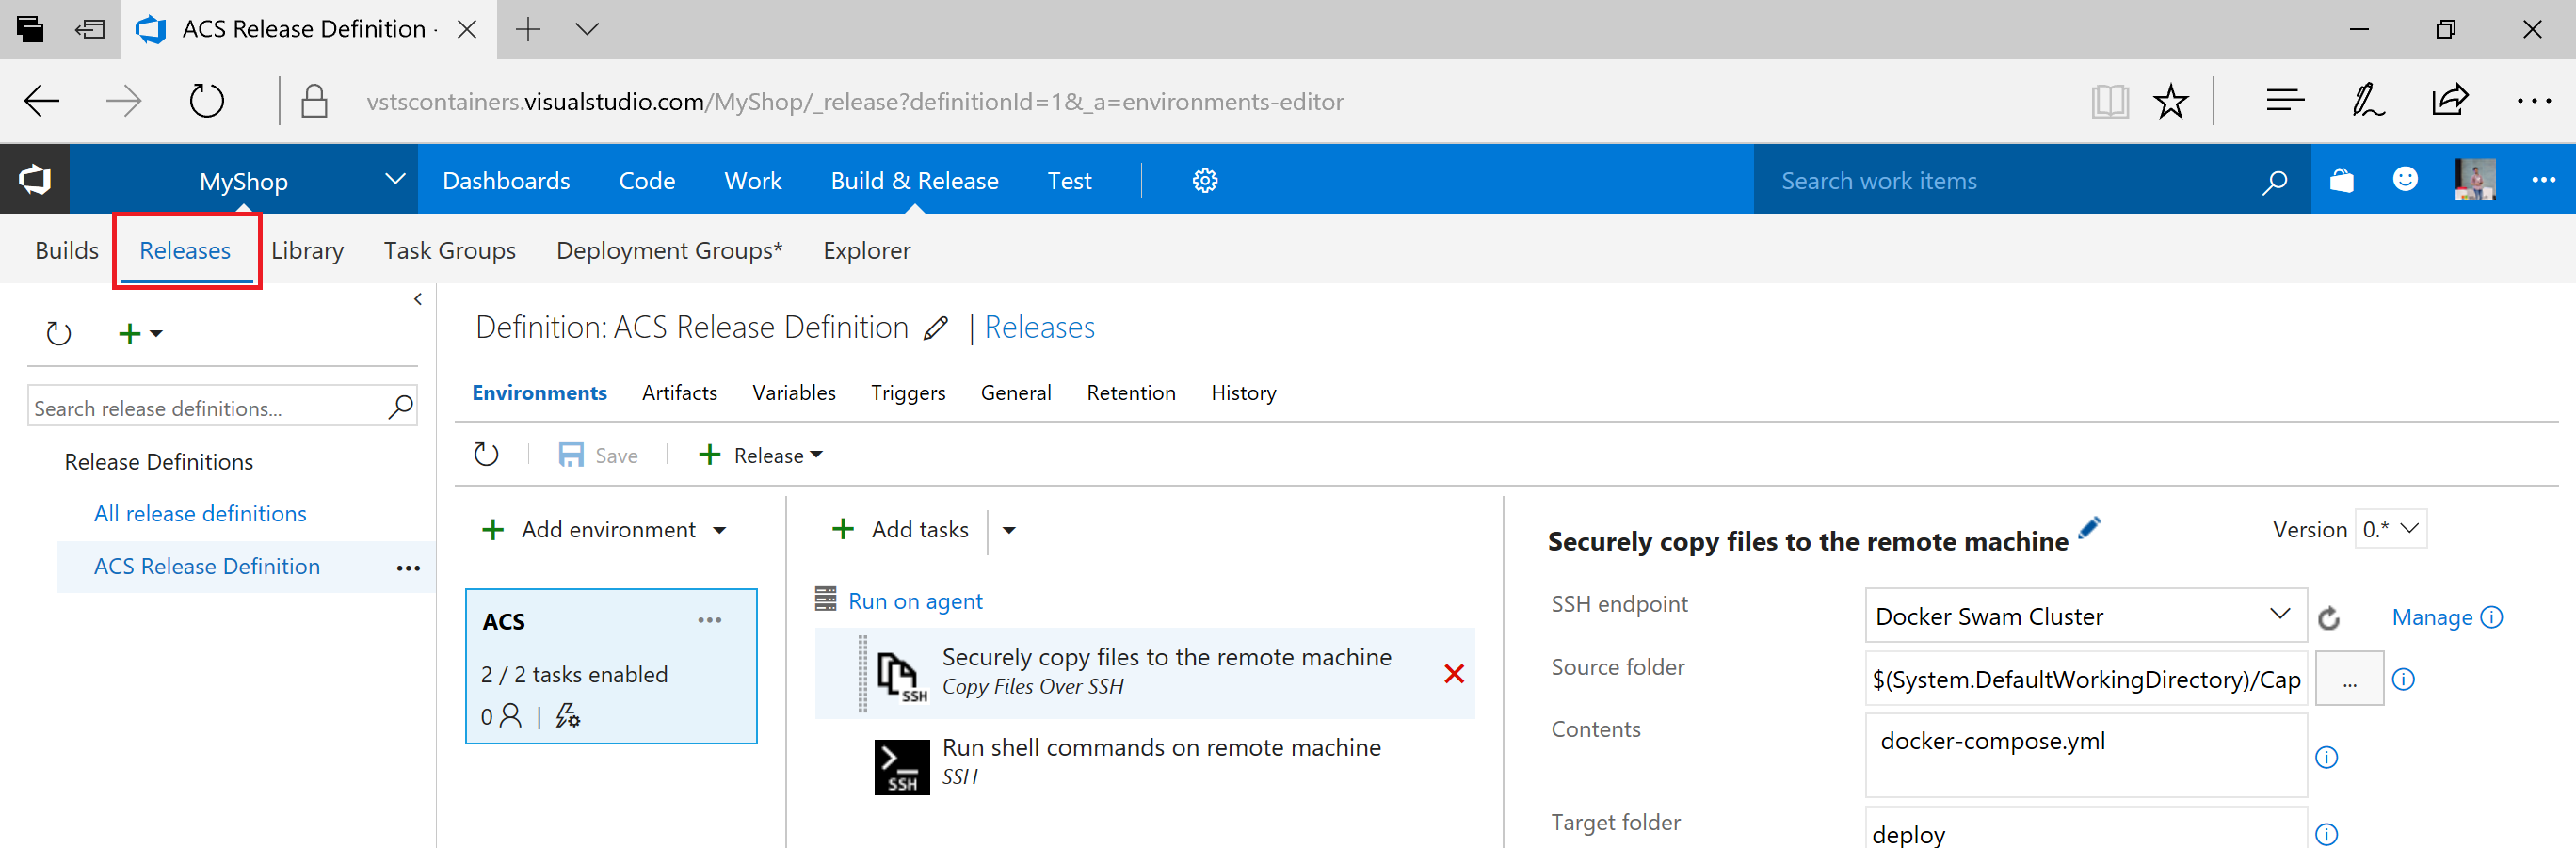 ACS Release Definition ·
vstscontainers.visualstudio.com/MyShop/_release?definitionId=1&_a=environments-editor
MyShop Dashboards Code Work Build & Release Test Search work items
Builds Releases Library Task Groups Deployment Groups* Explorer
Definition: ACS Release Definition | Releases
Search release definitions...
Release Definitions
All release definitions
ACS Release Definition
Environments Artifacts Variables Triggers General Retention History
Save Release
Add environment
ACS
2 / 2 tasks enabled
0
Add tasks
Run on agent
Securely copy files to the remote machine
Copy Files Over SSH
SSH
Run shell commands on remote machine
SSH
SSH
Securely copy files to the remote machine
Version 0.*
SSH endpoint Docker Swam Cluster Manage
Source folder $(System.DefaultWorkingDirectory)/Cap ...
Contents docker-compose.yml
Target folder deploy